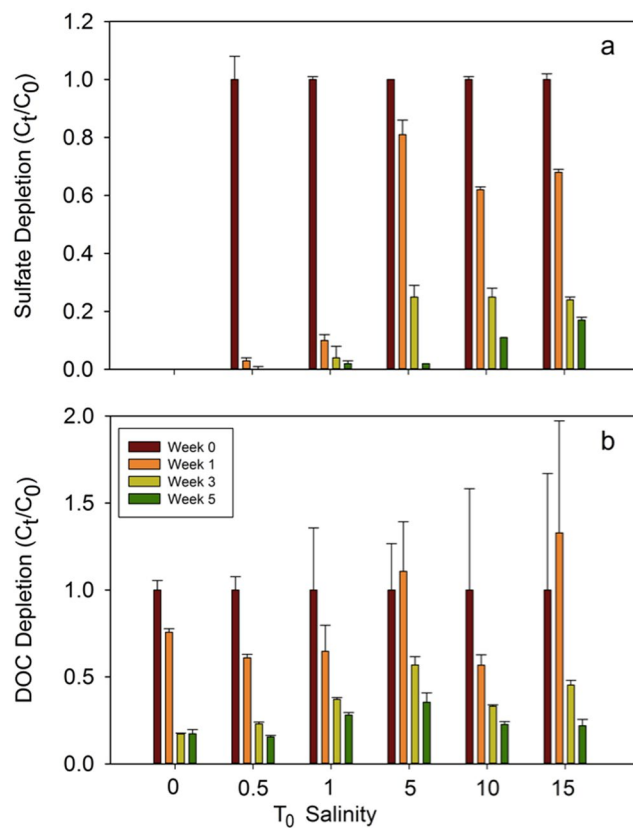 a
1.2
1.0
0.8
0.6
0.4
0.2
0.0
Sulfate Depletion (Ct/C0)
b
2.0
1.5
1.0
0.5
0.0
DOC Depletion (Ct/C0)
Week 0
Week 1
Week 3
Week 5
0 0.5 1 5 10 15
T0 Salinity